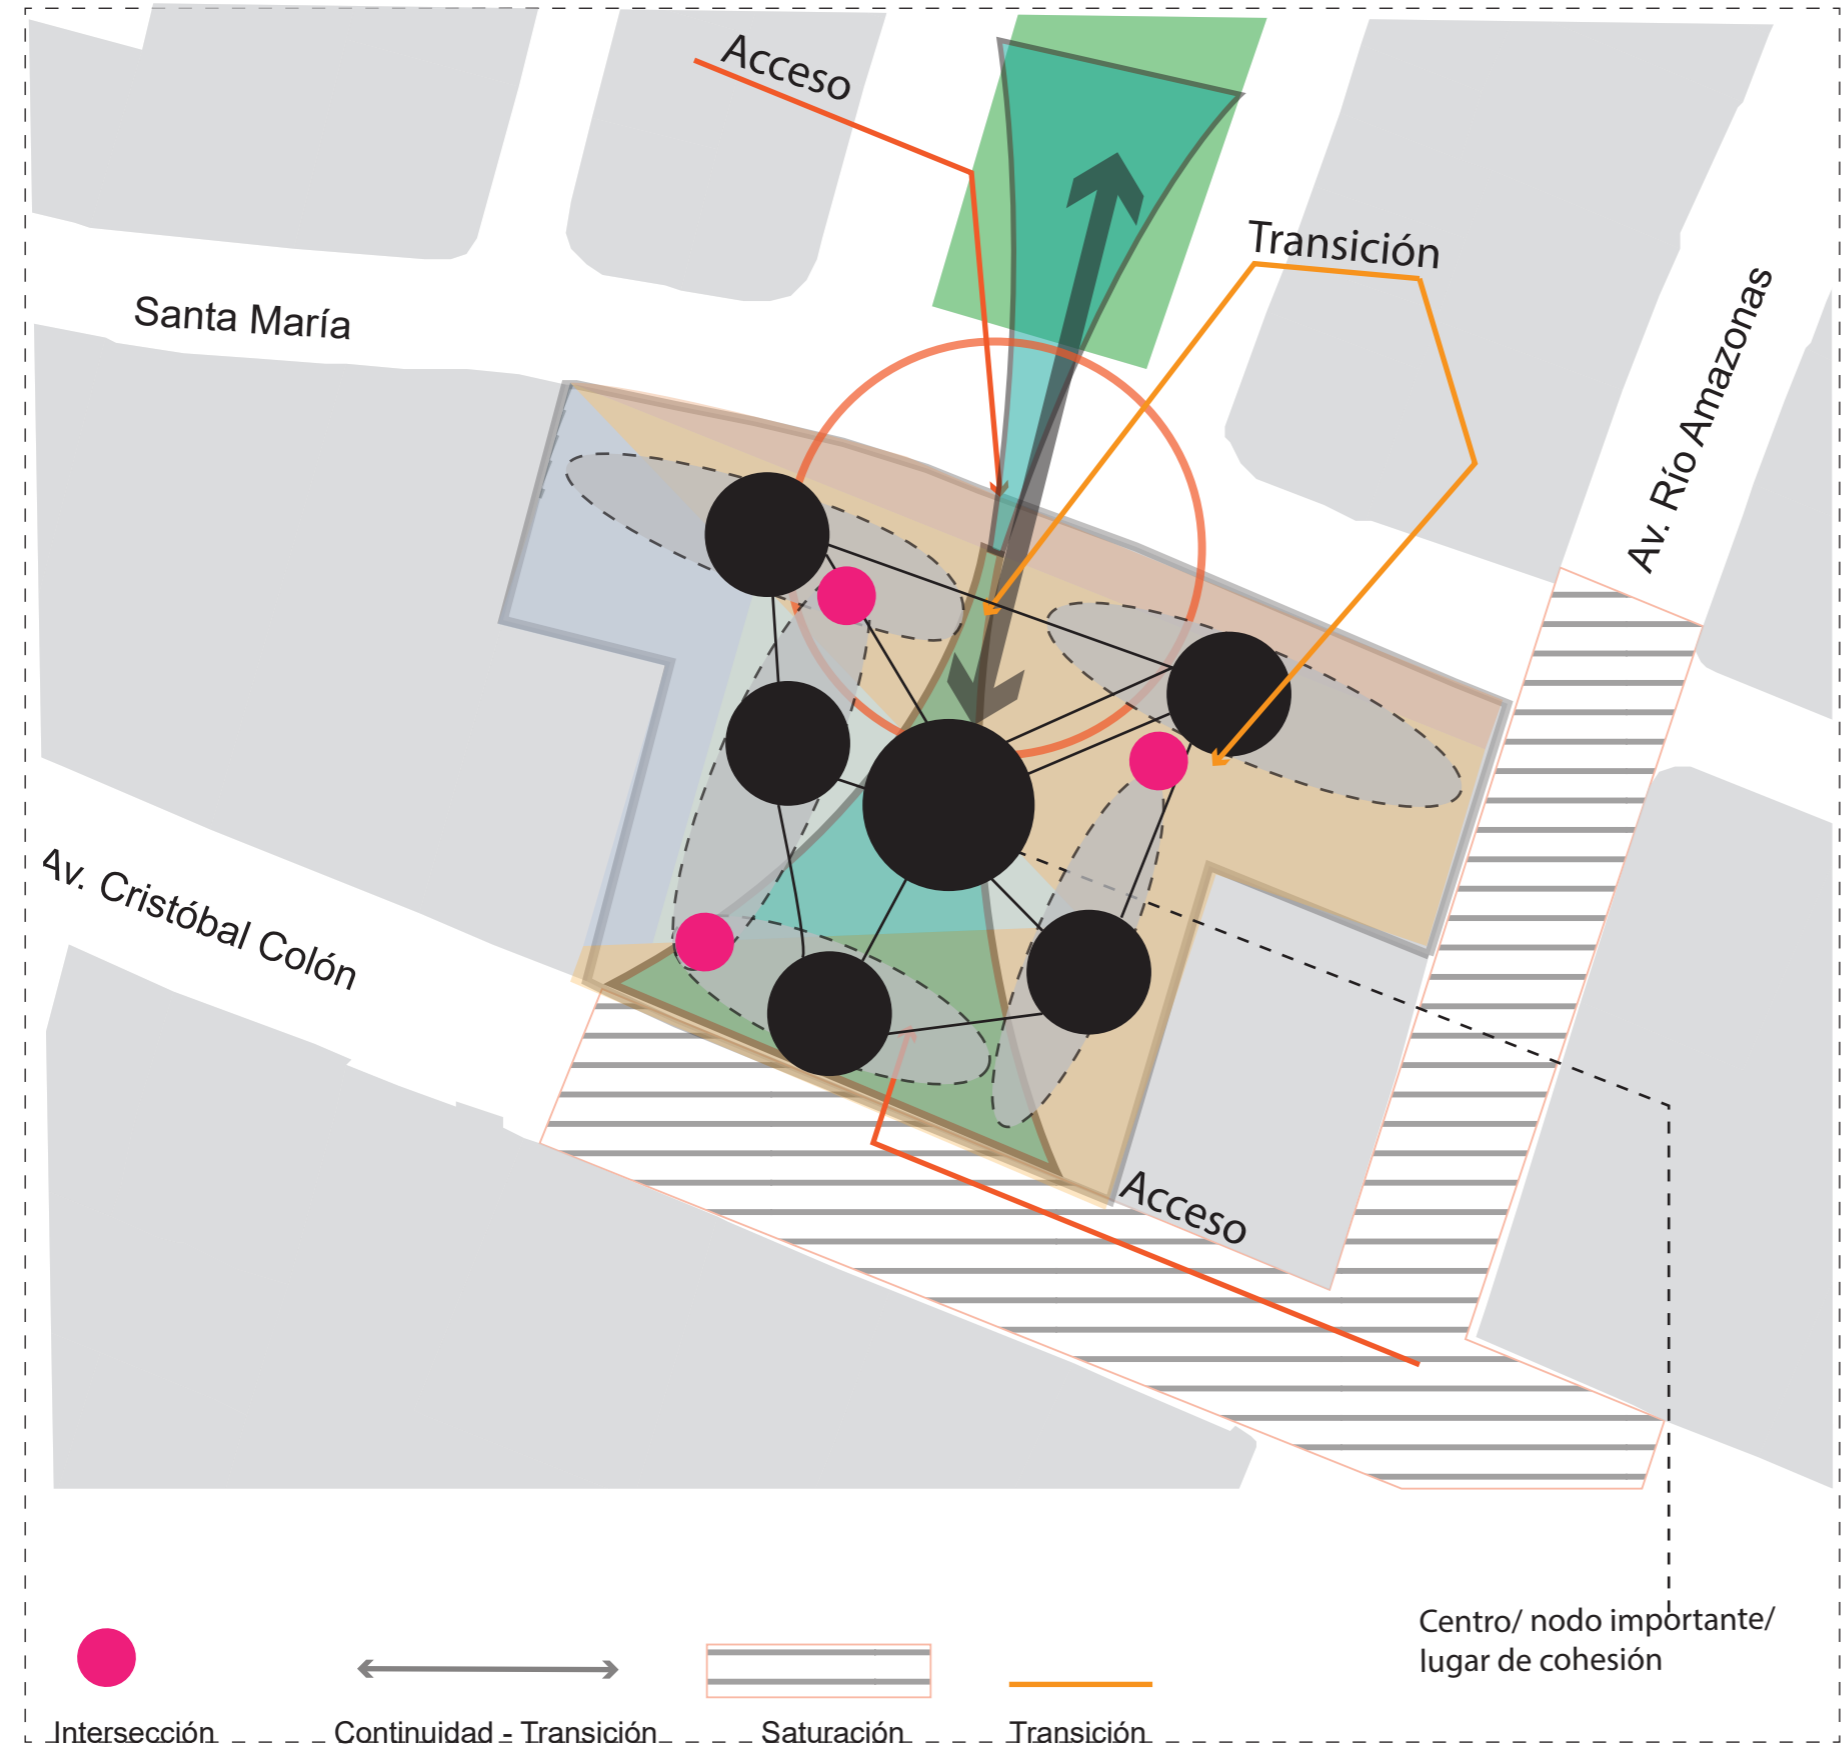 Acceso
Transición
Santa María
Av. Río Amazonas
Av. Cristóbal Colón
Acceso
Centro/ nodo importante/
lugar de cohesión
Intersección
Continuidad - Transición
Saturación
Transición